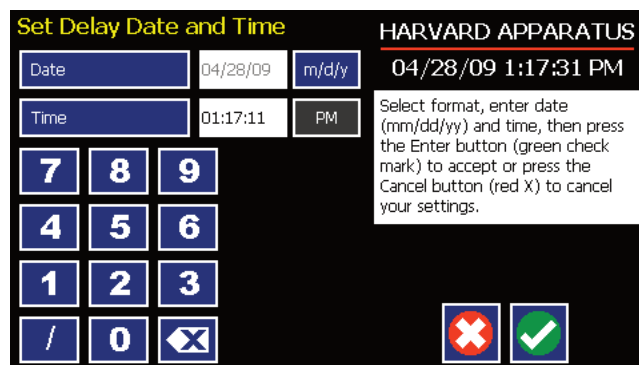 Set Delay Date and Time
HARVARD APPARATUS
04/28/09 1:17:31 PM
Date 04/28/09 m/d/y
Time 01:17:11 PM
Select format, enter date
(mm/dd/yy) and time, then press
the Enter button (green check
mark) to accept or press the
Cancel button (red X) to cancel
your settings.
7 8 9
4 5 6
1 2 3
/ 0